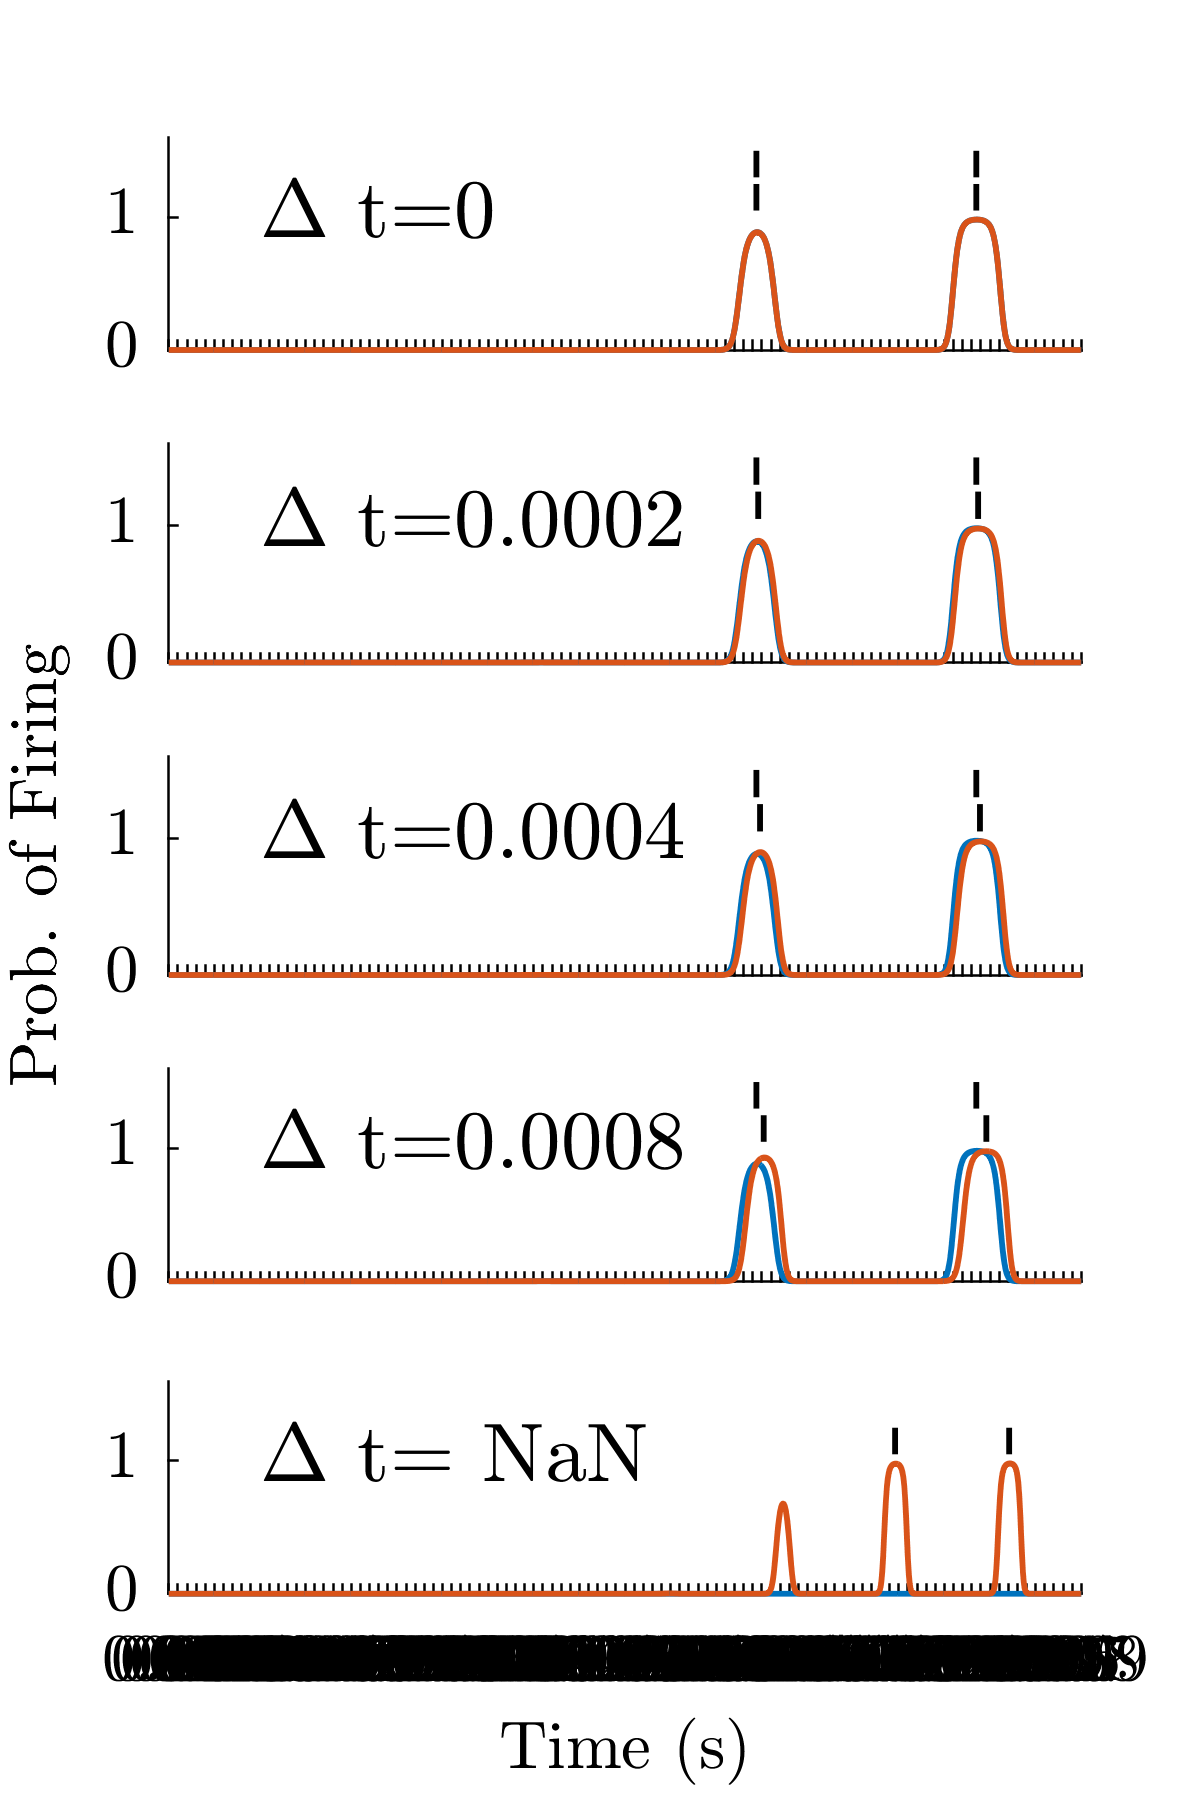 1
Δ t=0
0
1
Δ t=0.0002
0
Prob. of Firing
1
Δ t=0.0004
0
1
Δ t=0.0008
0
1
Δ t= NaN
0
Time (s)